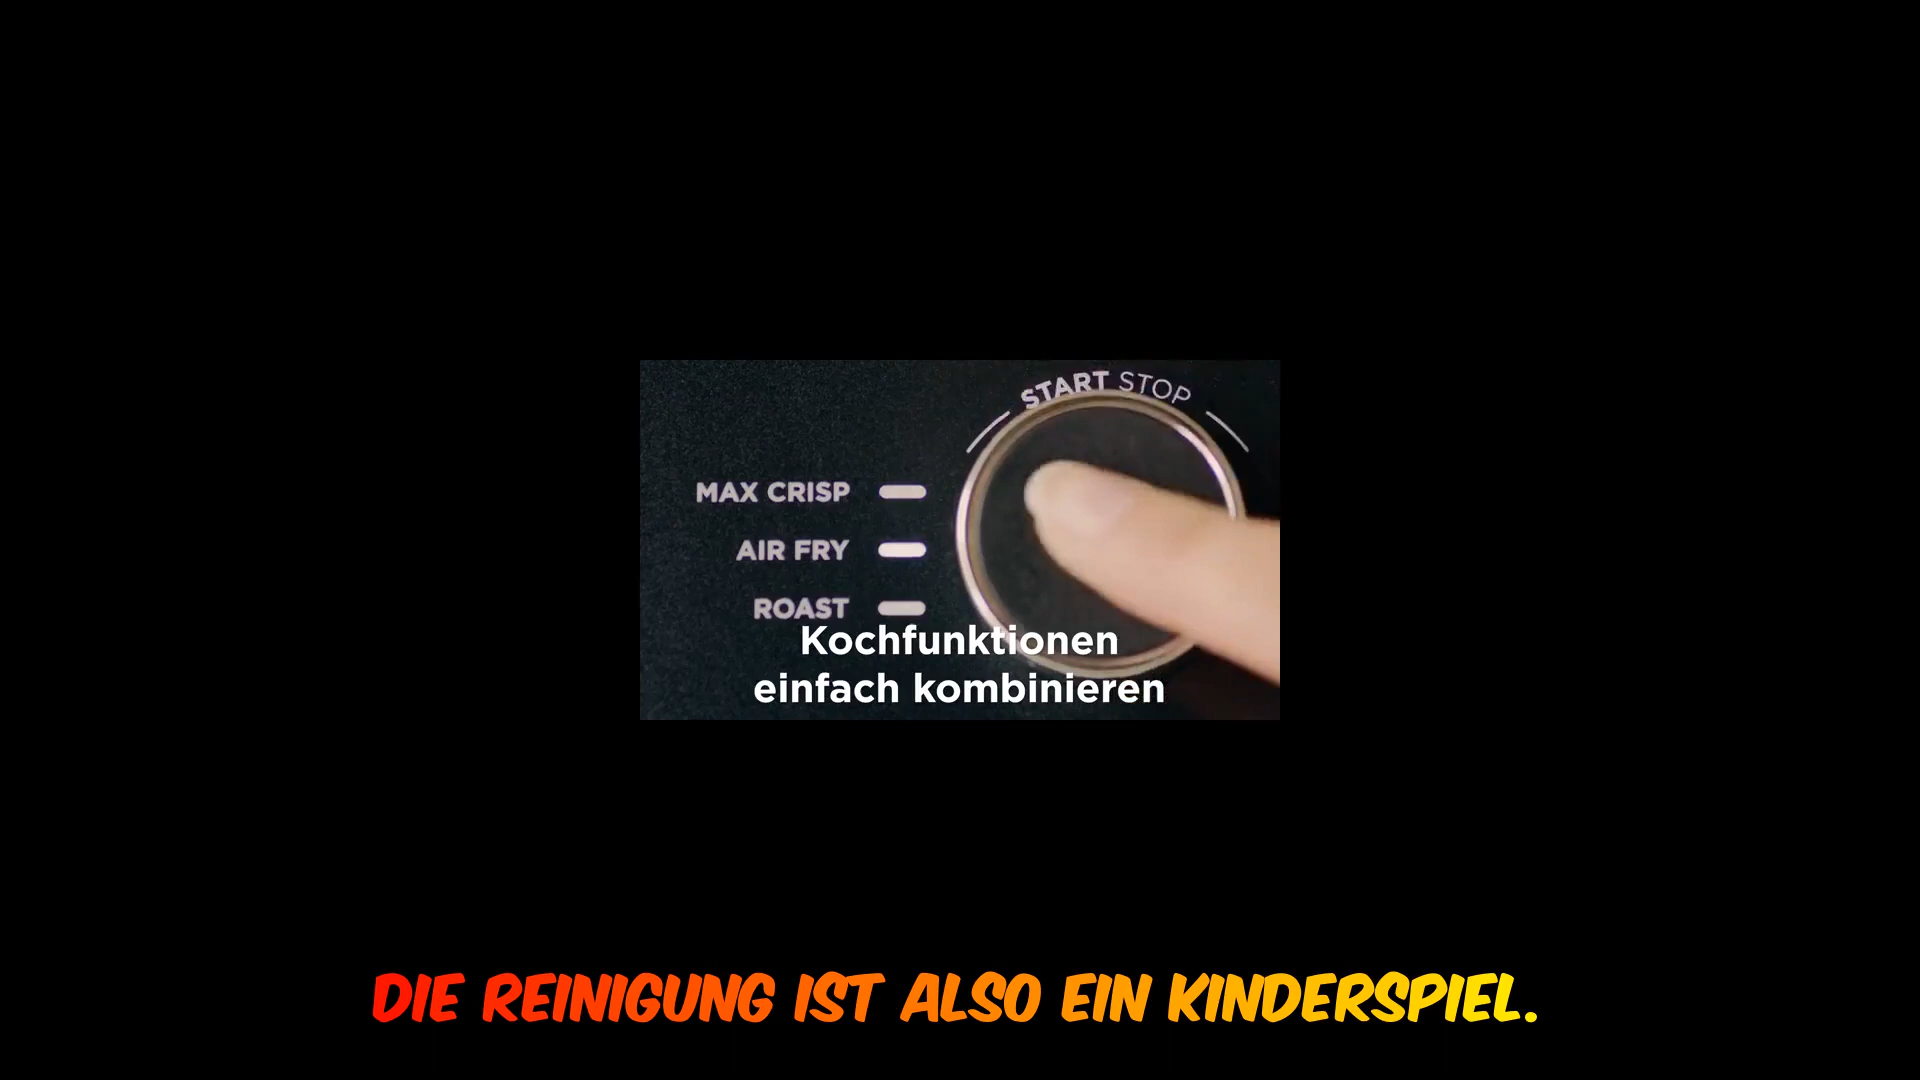 START STOP
MAX CRISP
AIR FRY
ROAST
Kochfunktionen
einfach kombinieren
DIE REINIGUNG IST ALSO EIN KINDERSPIEL.